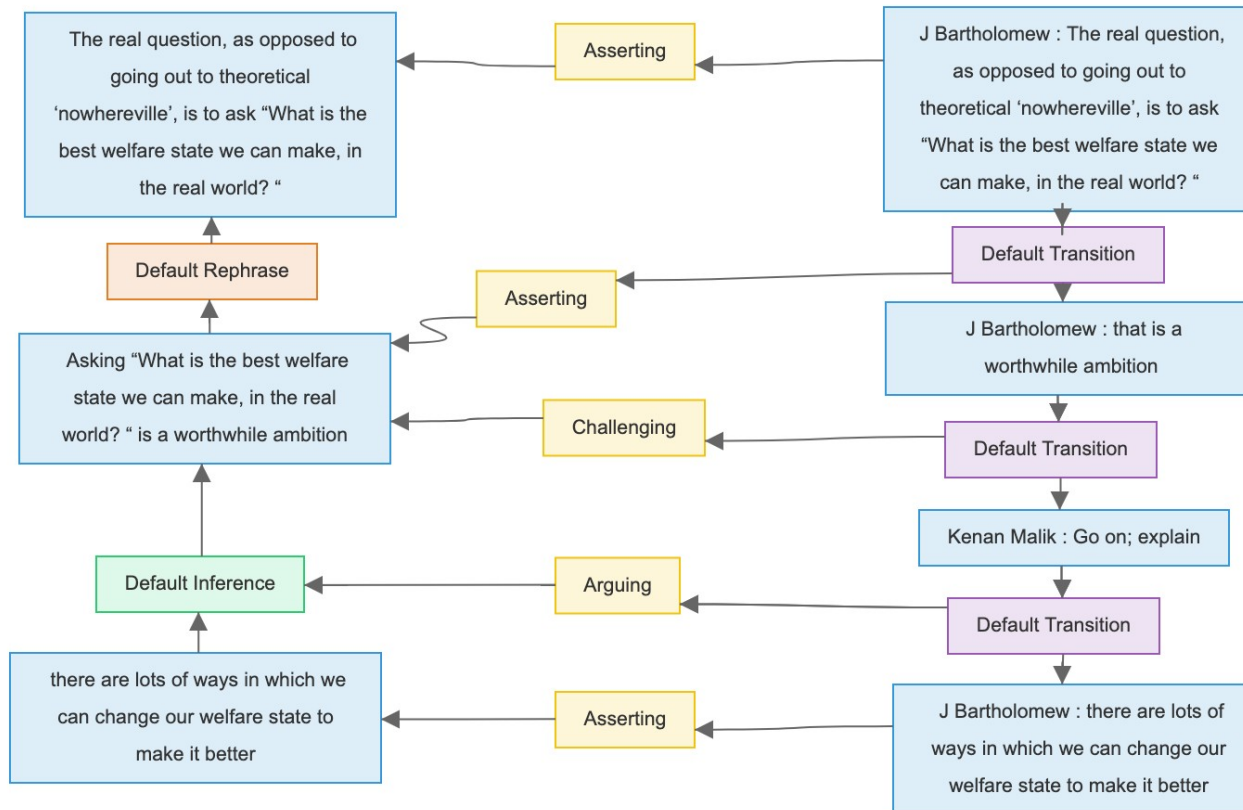 The real question, as opposed to
going out to theoretical
‘nowhereville’, is to ask “What is the
best welfare state we can make, in
the real world? “
Asserting
J Bartholomew : The real question,
as opposed to going out to
theoretical ‘nowhereville’, is to ask
“What is the best welfare state we
can make, in the real world? “
Default Rephrase
Asserting
Default Transition
Asking “What is the best welfare
state we can make, in the real
world? “ is a worthwhile ambition
J Bartholomew : that is a
worthwhile ambition
Challenging
Default Transition
Kenan Malik : Go on; explain
Default Inference
Arguing
Default Transition
there are lots of ways in which we
can change our welfare state to
make it better
Asserting
J Bartholomew : there are lots of
ways in which we can change our
welfare state to make it better